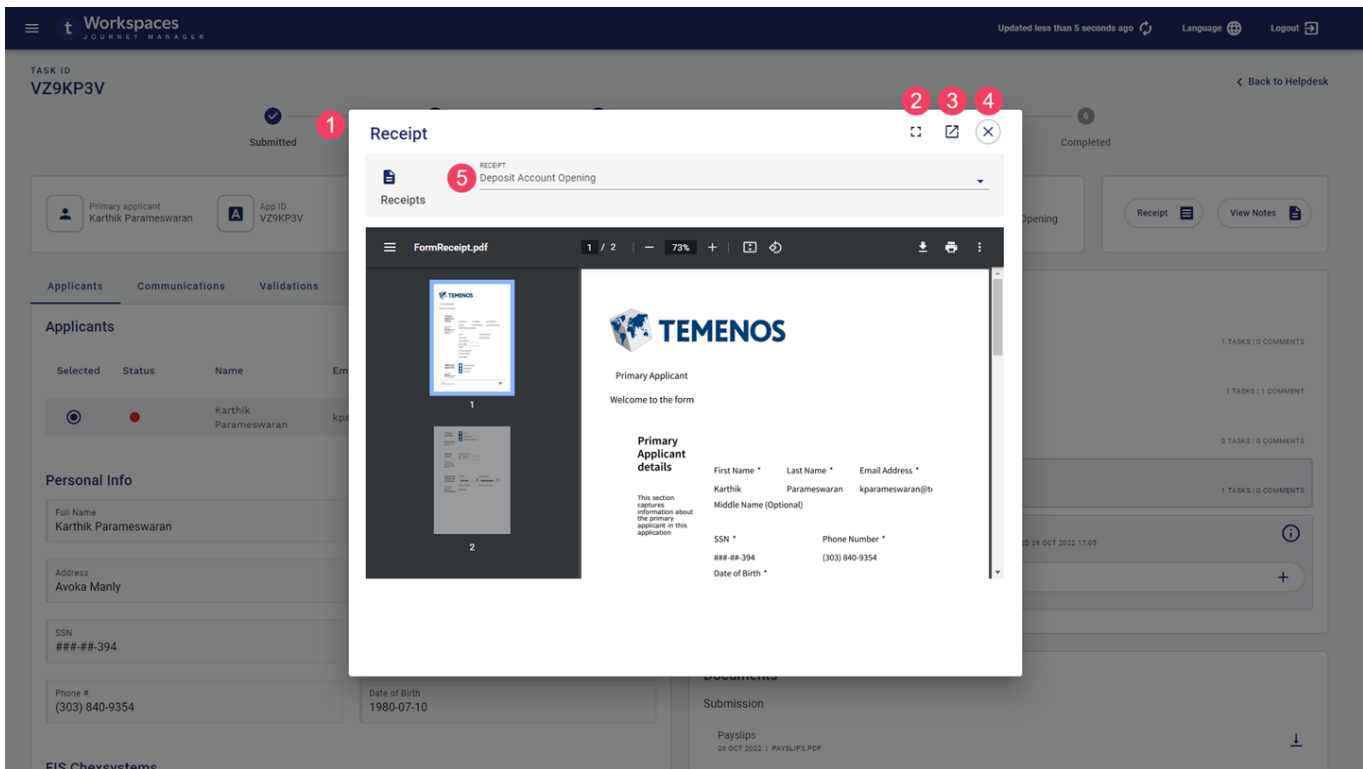 Workspaces
JOURNEY MANAGER
Updated less than 5 seconds ago
Language
Logout
TASK ID
VZ9KP3V
Back to Helpdesk
Submitted
6
Completed
1
2
3
4
Receipt
5
RECEIPT
Deposit Account Opening
Receipts
Primary applicant
Karthik Parameswaran
A
App ID
VZ9KP3V
Opening
Receipt
View Notes
FormReceipt.pdf
1 / 2
73%
TEMENOS
1
2
TEMENOS
Primary Applicant
Welcome to the form
Primary
Applicant
details
This section
captures
information about
the primary
applicant in this
application
First Name * Last Name * Email Address *
Karthik Parameswaran kparameswaran@t
Middle Name (Optional)
SSN * Phone Number *
###-##-394 (303) 840-9354
Date of Birth *
Applicants Communications Validations
Applicants
Selected Status Name Em
Karthik
Parameswaran
kpa
Personal Info
Full Name
Karthik Parameswaran
Address
Avoka Manly
SSN
###-##-394
Phone #
(303) 840-9354
Date of Birth
1980-07-10
FIS Chexsystems
1 TASKS | 0 COMMENTS
1 TASKS | 1 COMMENT
0 TASKS | 0 COMMENTS
1 TASKS | 0 COMMENTS
D 26 OCT 2022 17:05
Documents
Submission
Payslips
26 OCT 2022 | PAYSLIPS.PDF